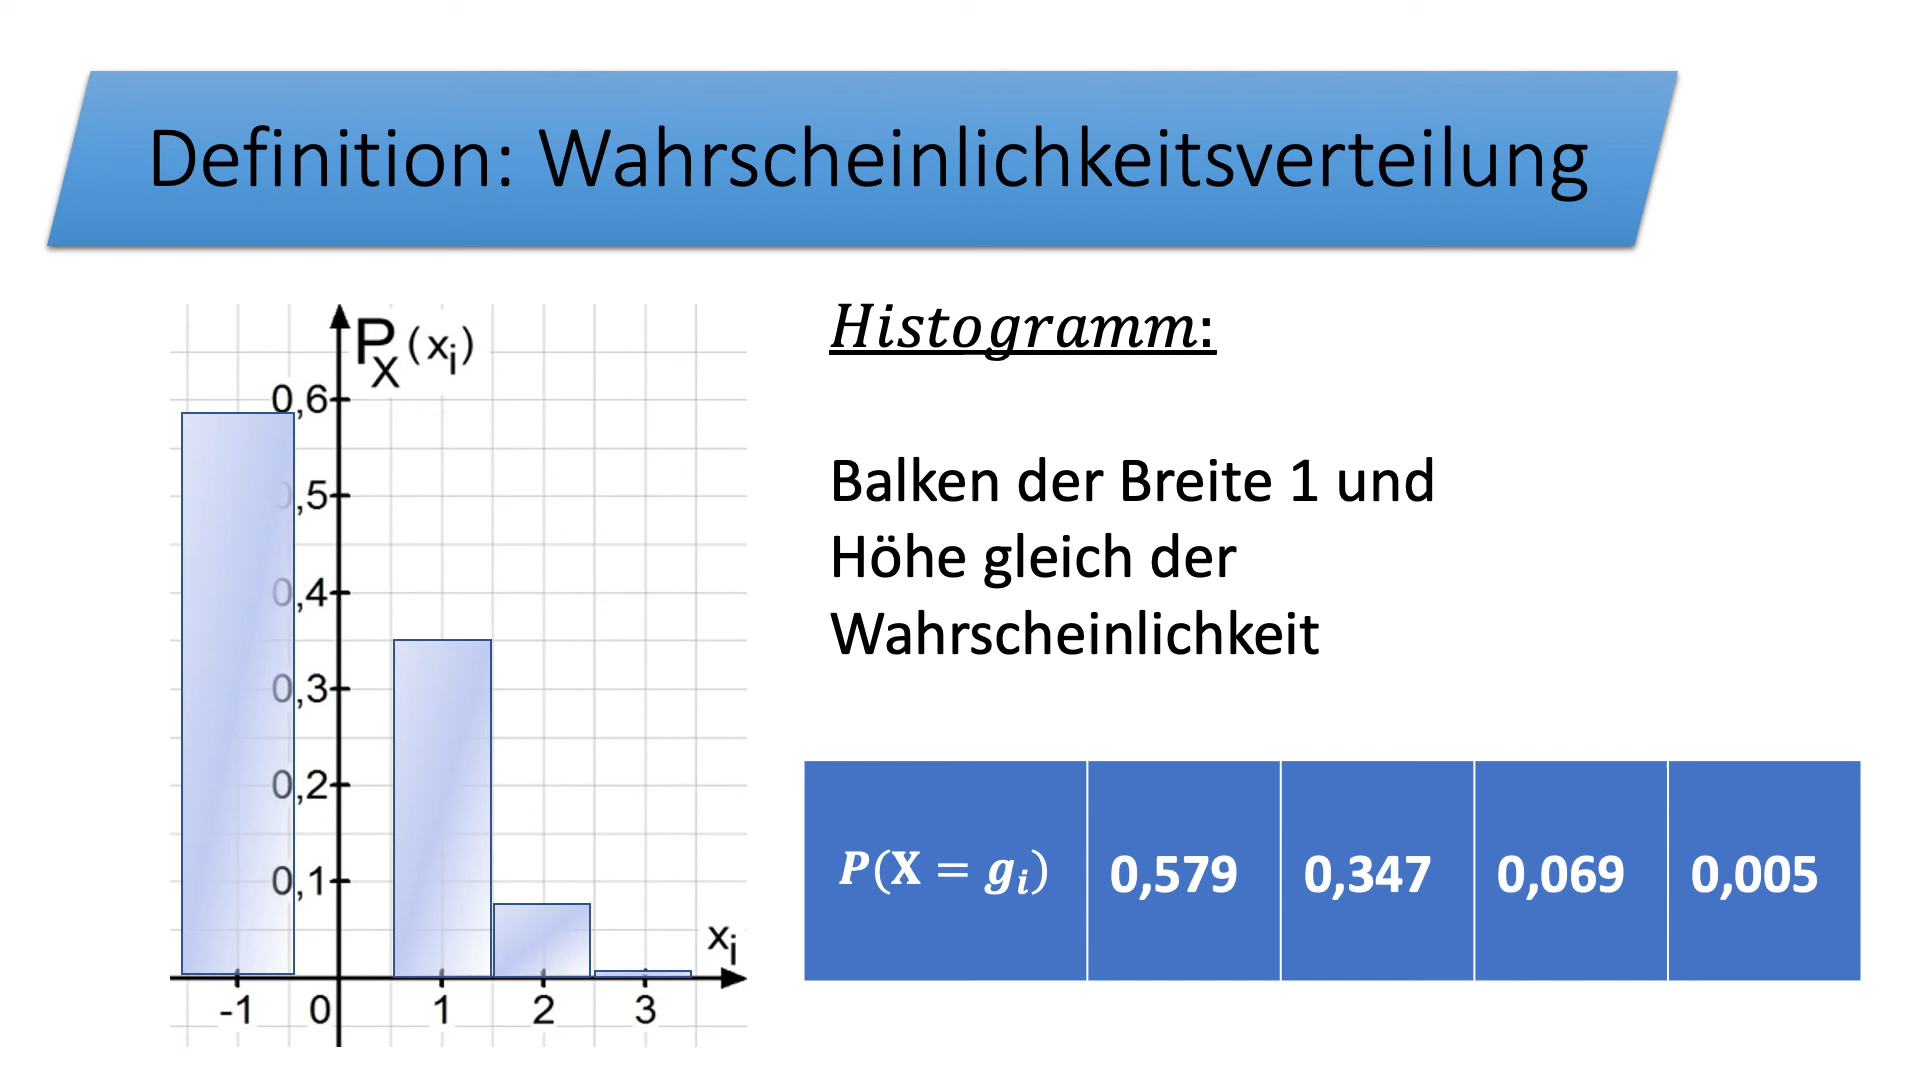 Definition: Wahrscheinlichkeitsverteilung
P_X (x_i)
0,6
,5
0,4
0,3
0,2
0,1
x_i
-1 0 1 2 3
Histogramm:
Balken der Breite 1 und
Höhe gleich der
Wahrscheinlichkeit
P(X = g_i) 0,579 0,347 0,069 0,005